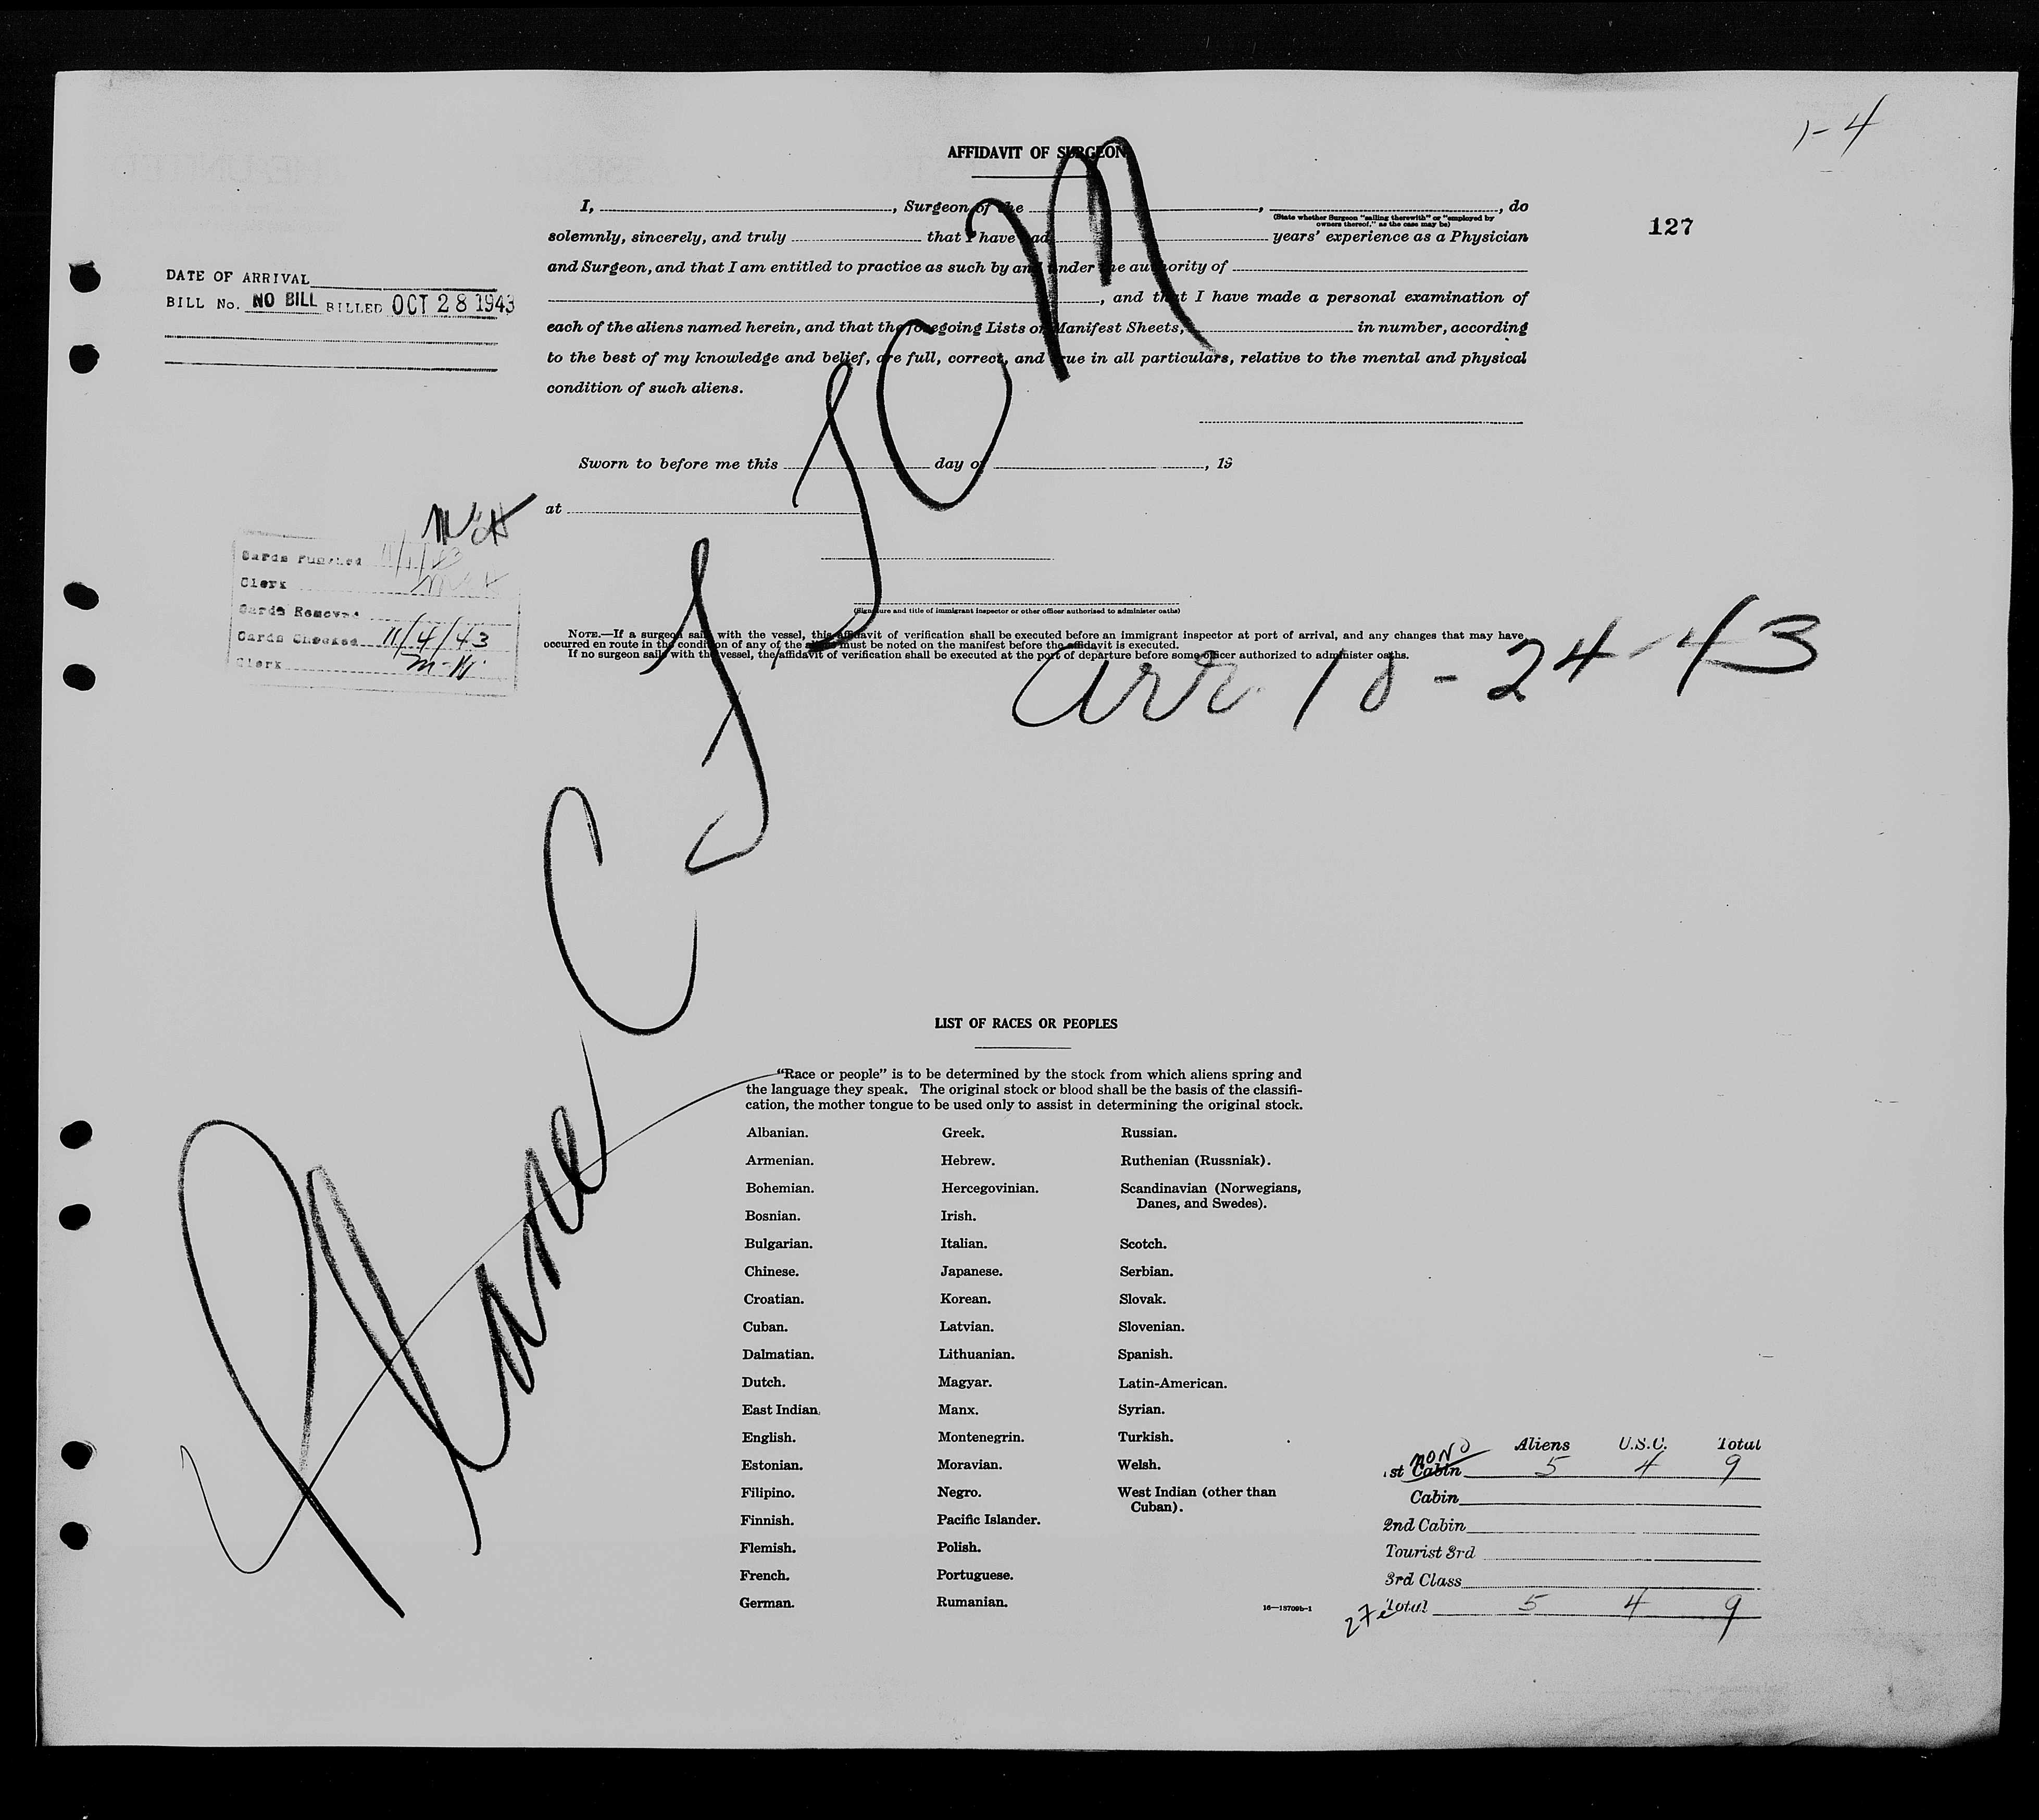 1-4
AFFIDAVIT OF SURGEON
I, , Surgeon of the , , do
(State whether Surgeon "sailing therewith" or "employed by
owners thereof," as the case may be)
127
solemnly, sincerely, and truly that I have had years' experience as a Physician
and Surgeon, and that I am entitled to practice as such by and under the authority of
, and that I have made a personal examination of
each of the aliens named herein, and that the foregoing Lists or Manifest Sheets, in number, according
to the best of my knowledge and belief, are full, correct, and true in all particulars, relative to the mental and physical
condition of such aliens.
DATE OF ARRIVAL
BILL No. NO BILL BILLED OCT 28 1943
Sworn to before me this day of , 19
at
Cards Punched 11/4/43
Clerk
Cards Removed
Cards Checked 11/4/43
Clerk
(Signature and title of immigrant inspector or other officer authorized to administer oaths)
NOTE.—If a surgeon sails with the vessel, this affidavit of verification shall be executed before an immigrant inspector at port of arrival, and any changes that may have
occurred en route in the condition of any of the aliens must be noted on the manifest before the affidavit is executed.
If no surgeon sails with the vessel, the affidavit of verification shall be executed at the port of departure before some officer authorized to administer oaths.
arr 10-24-43
Plane
LIST OF RACES OR PEOPLES
"Race or people" is to be determined by the stock from which aliens spring and
the language they speak. The original stock or blood shall be the basis of the classifi-
cation, the mother tongue to be used only to assist in determining the original stock.
Albanian. Greek. Russian.
Armenian. Hebrew. Ruthenian (Russniak).
Bohemian. Hercegovinian. Scandinavian (Norwegians,
Danes, and Swedes).
Bosnian. Irish.
Bulgarian. Italian. Scotch.
Chinese. Japanese. Serbian.
Croatian. Korean. Slovak.
Cuban. Latvian. Slovenian.
Dalmatian. Lithuanian. Spanish.
Dutch. Magyar. Latin-American.
East Indian. Manx. Syrian.
English. Montenegrin. Turkish.
Estonian. Moravian. Welsh.
Filipino. Negro. West Indian (other than
Cuban).
Finnish. Pacific Islander.
Flemish. Polish.
French. Portuguese.
German. Rumanian.
16—18709b-1
Aliens U.S.C. Total
1st Cabin 5 4 9
Cabin
2nd Cabin
Tourist 3rd
3rd Class
Total 5 4 9